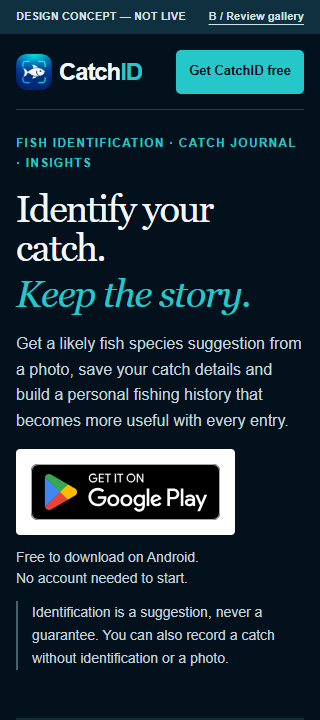 DESIGN CONCEPT — NOT LIVE
B / Review gallery
CatchID
Get CatchID free
FISH IDENTIFICATION · CATCH JOURNAL
· INSIGHTS
Identify your
catch.
Keep the story.
Get a likely fish species suggestion from
a photo, save your catch details and
build a personal fishing history that
becomes more useful with every entry.
GET IT ON
Google Play
Free to download on Android.
No account needed to start.
Identification is a suggestion, never a
guarantee. You can also record a catch
without identification or a photo.